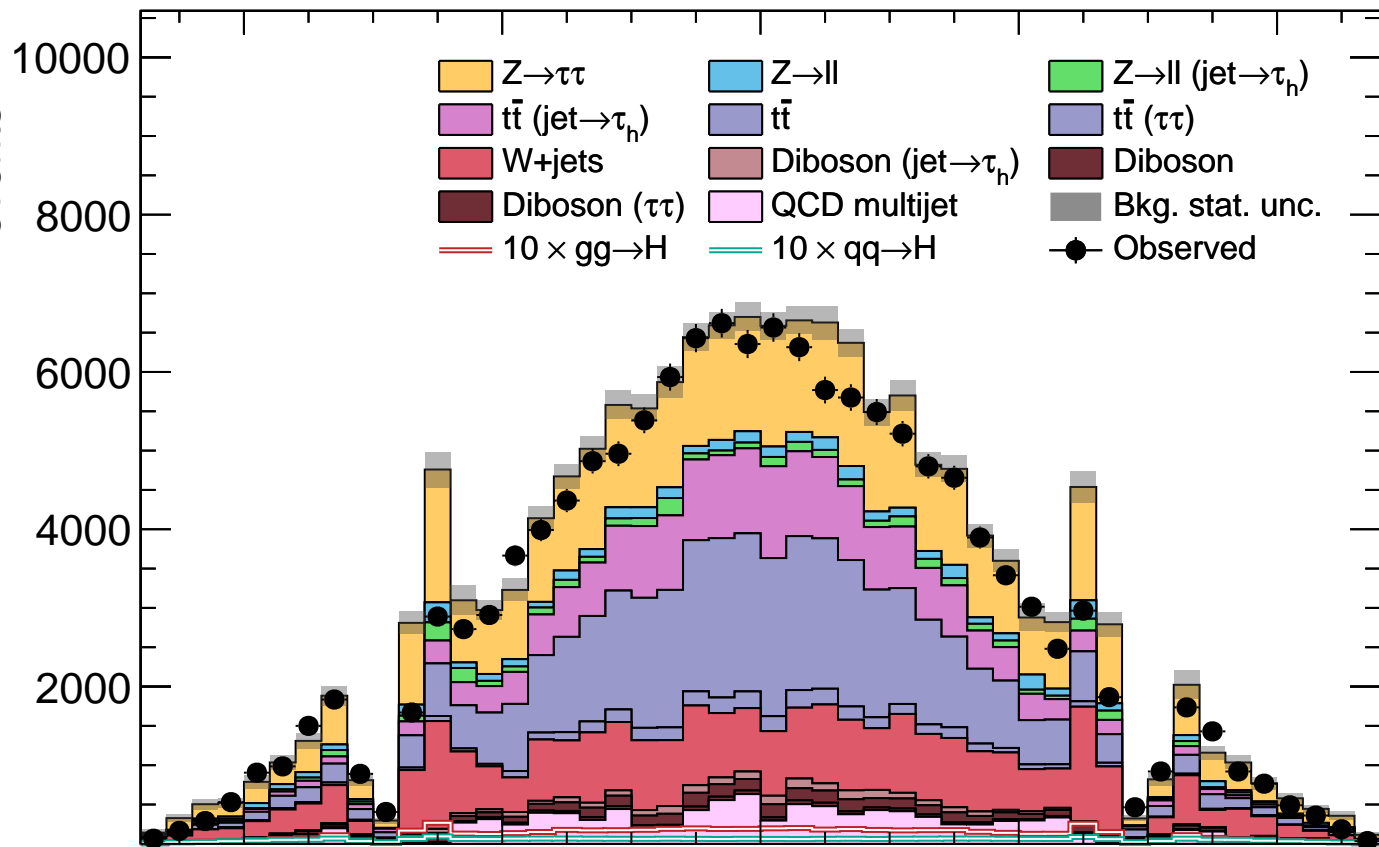 10000
8000
6000
4000
2000
Z→ττ Z→ll Z→ll (jet→τₕ)
tt̄ (jet→τₕ) tt̄ tt̄ (ττ)
W+jets Diboson (jet→τₕ) Diboson
Diboson (ττ) QCD multijet Bkg. stat. unc.
10 × gg→H 10 × qq→H Observed